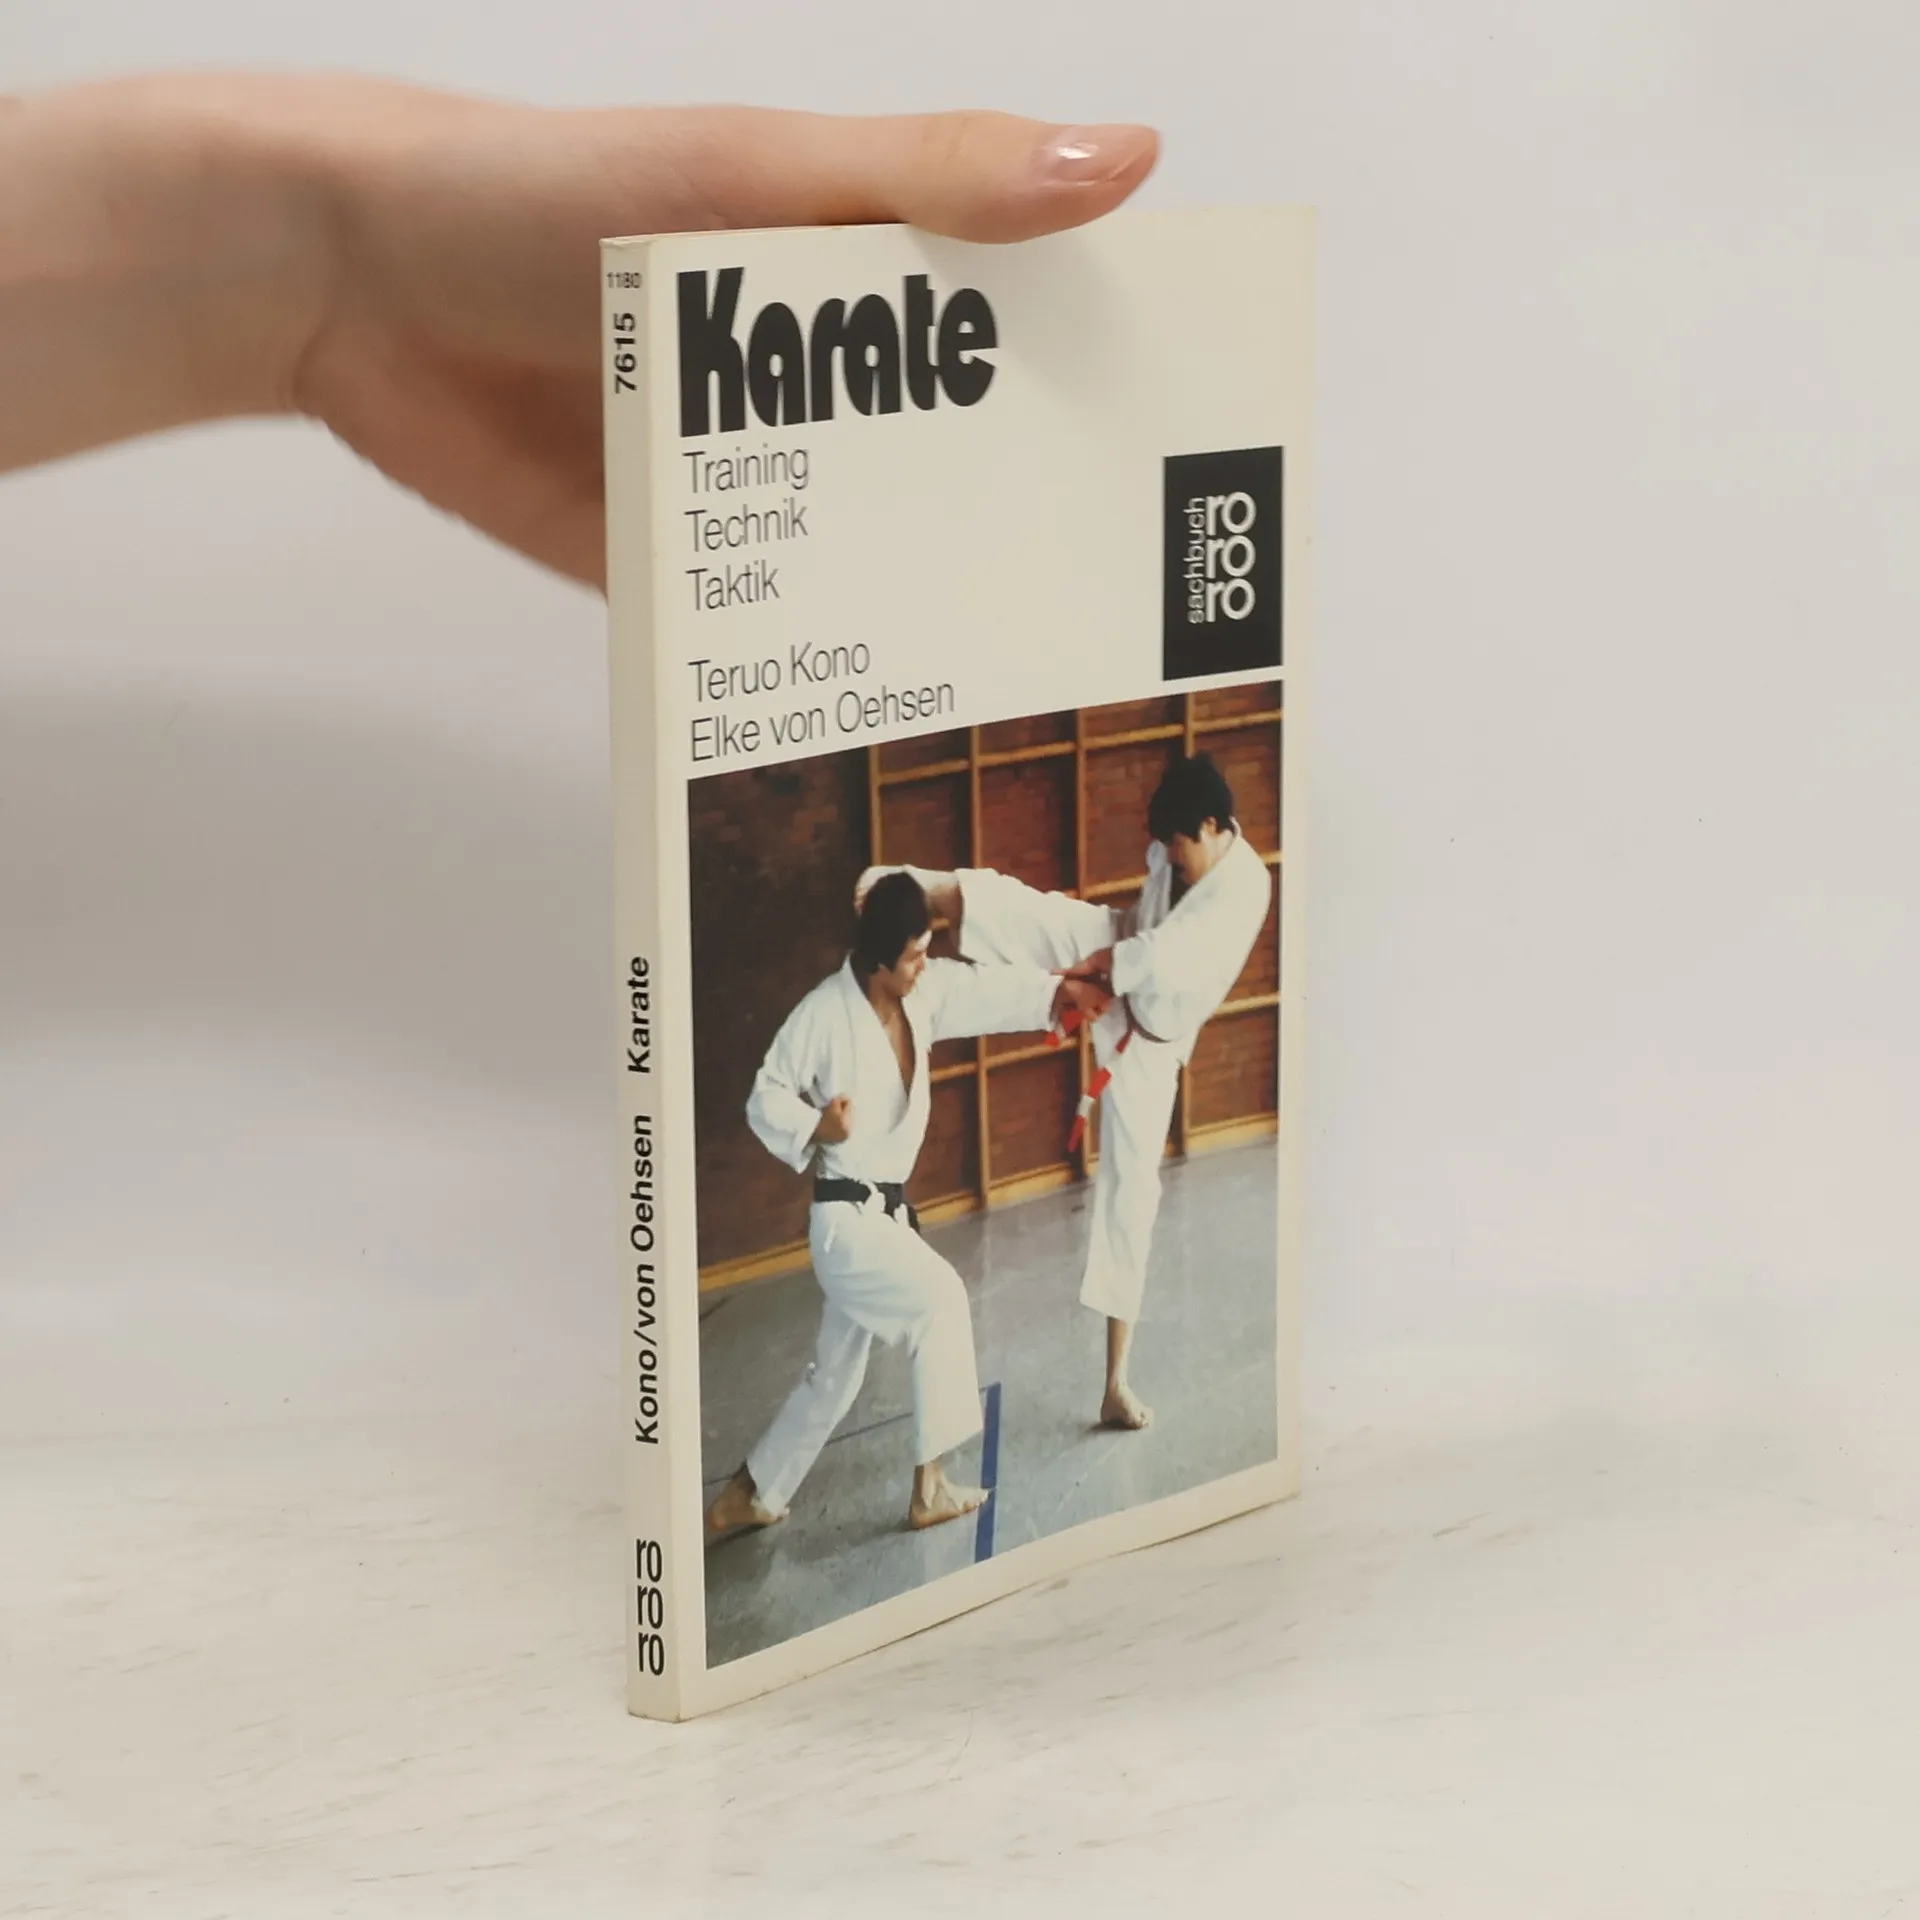 Karate
Training
Technik
Taktik
Teruo Kono
Elke von Oehsen
sachbuch
ro
ro
ro
1180
7615
Kono/von Oehsen Karate
ro
ro
ro